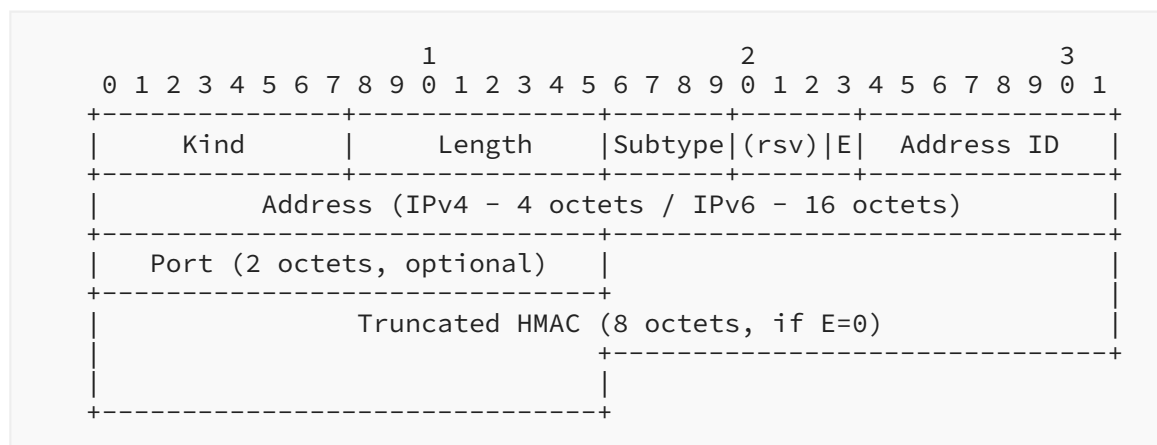 1                   2                   3
 0 1 2 3 4 5 6 7 8 9 0 1 2 3 4 5 6 7 8 9 0 1 2 3 4 5 6 7 8 9 0 1
+---------------+---------------+-------+-------+---------------+
|     Kind      |     Length    |Subtype|(rsv)|E|  Address ID   |
+---------------+---------------+-------+-------+---------------+
|          Address (IPv4 - 4 octets / IPv6 - 16 octets)         |
+-------------------------------+-------------------------------+
|   Port (2 octets, optional)   |                               |
+-------------------------------+                               |
|                Truncated HMAC (8 octets, if E=0)              |
|                               +-------------------------------+
|                               |
+-------------------------------+